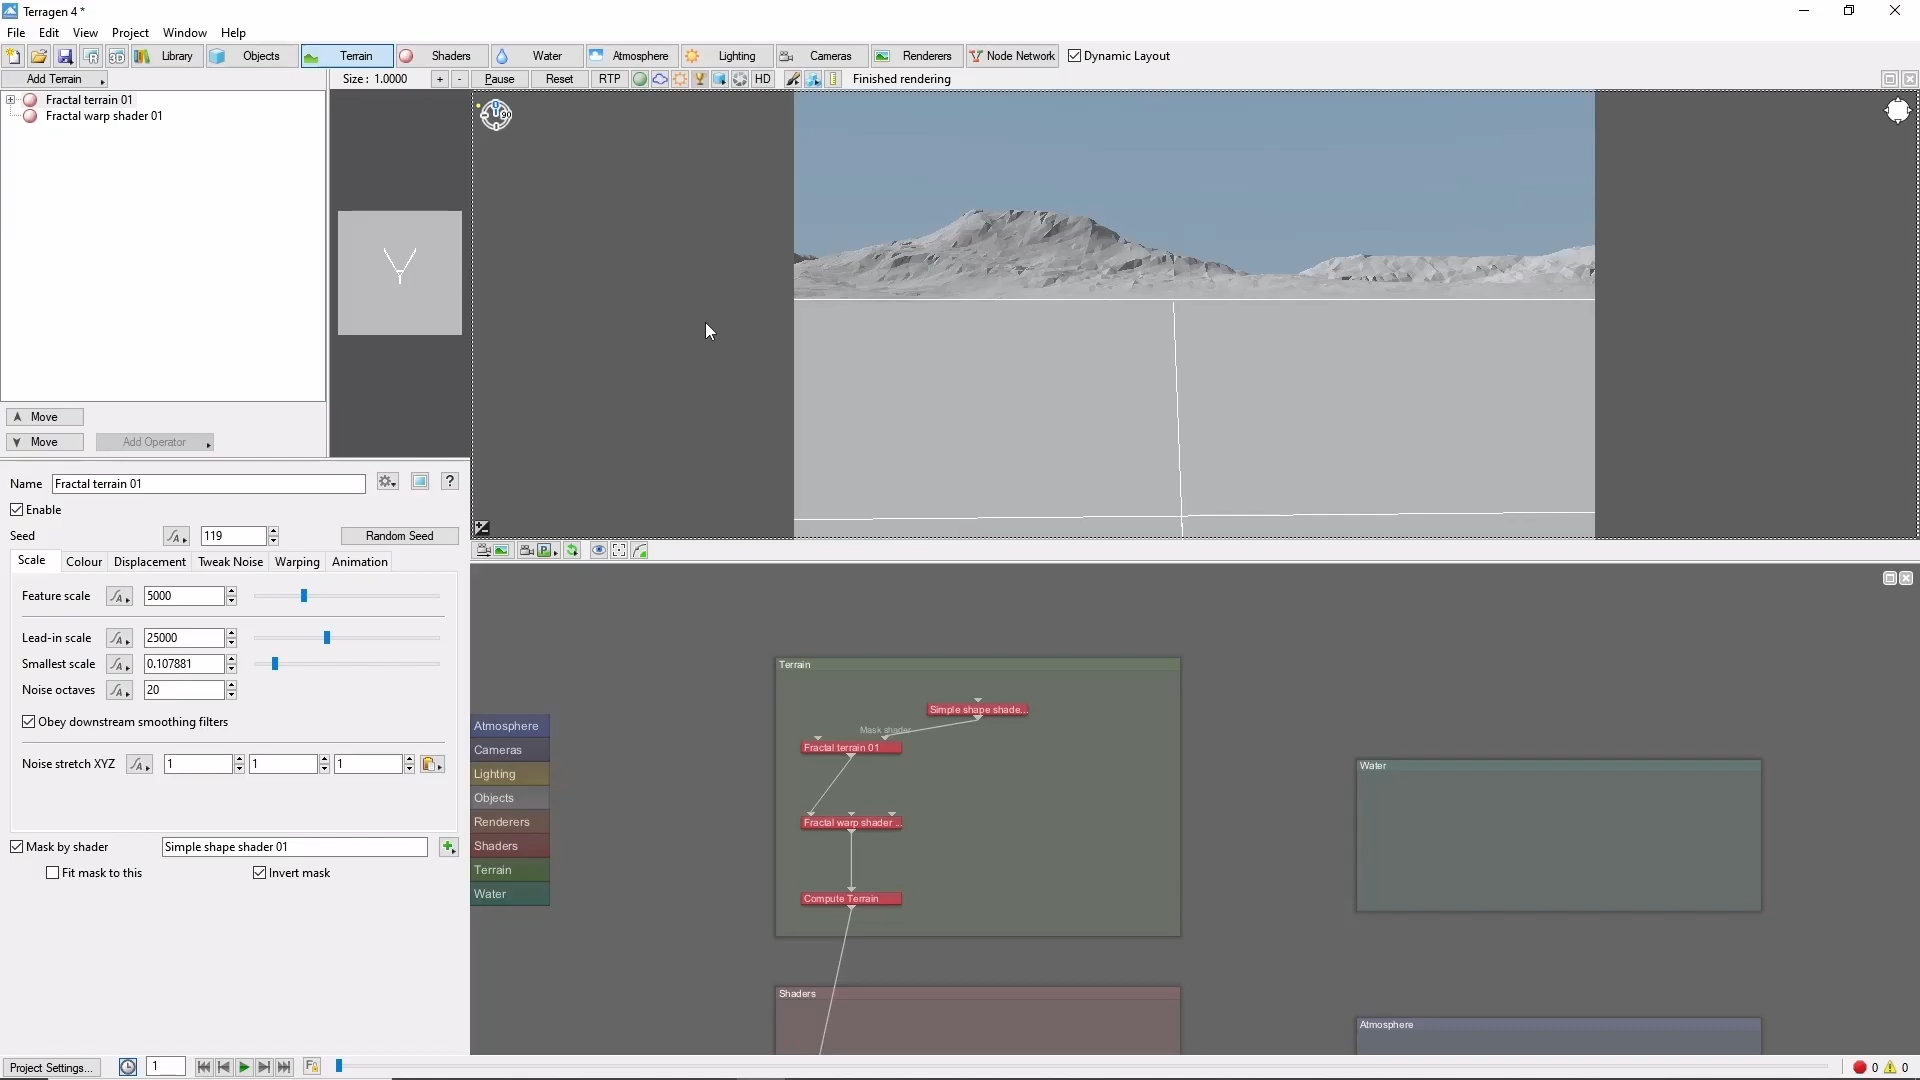 Terragen 4 *
File Edit View Project Window Help
Library Objects Terrain Shaders Water Atmosphere Lighting Cameras Renderers Node Network Dynamic Layout
Add Terrain Size : 1.0000 + - Pause Reset RTP HD Finished rendering
Fractal terrain 01
Fractal warp shader 01
90
Move
Move Add Operator
Name Fractal terrain 01 ?
Enable
Seed 119 Random Seed
Scale Colour Displacement Tweak Noise Warping Animation
Feature scale 5000
Lead-in scale 25000
Smallest scale 0.107881
Noise octaves 20
Obey downstream smoothing filters
Noise stretch XYZ 1 1 1
Mask by shader Simple shape shader 01
Fit mask to this Invert mask
Atmosphere
Cameras
Lighting
Objects
Renderers
Shaders
Terrain
Water
Terrain
Simple shape shade...
Mask shader
Fractal terrain 01
Fractal warp shader ...
Compute Terrain
Shaders
Water
Atmosphere
Project Settings... 1 0 0